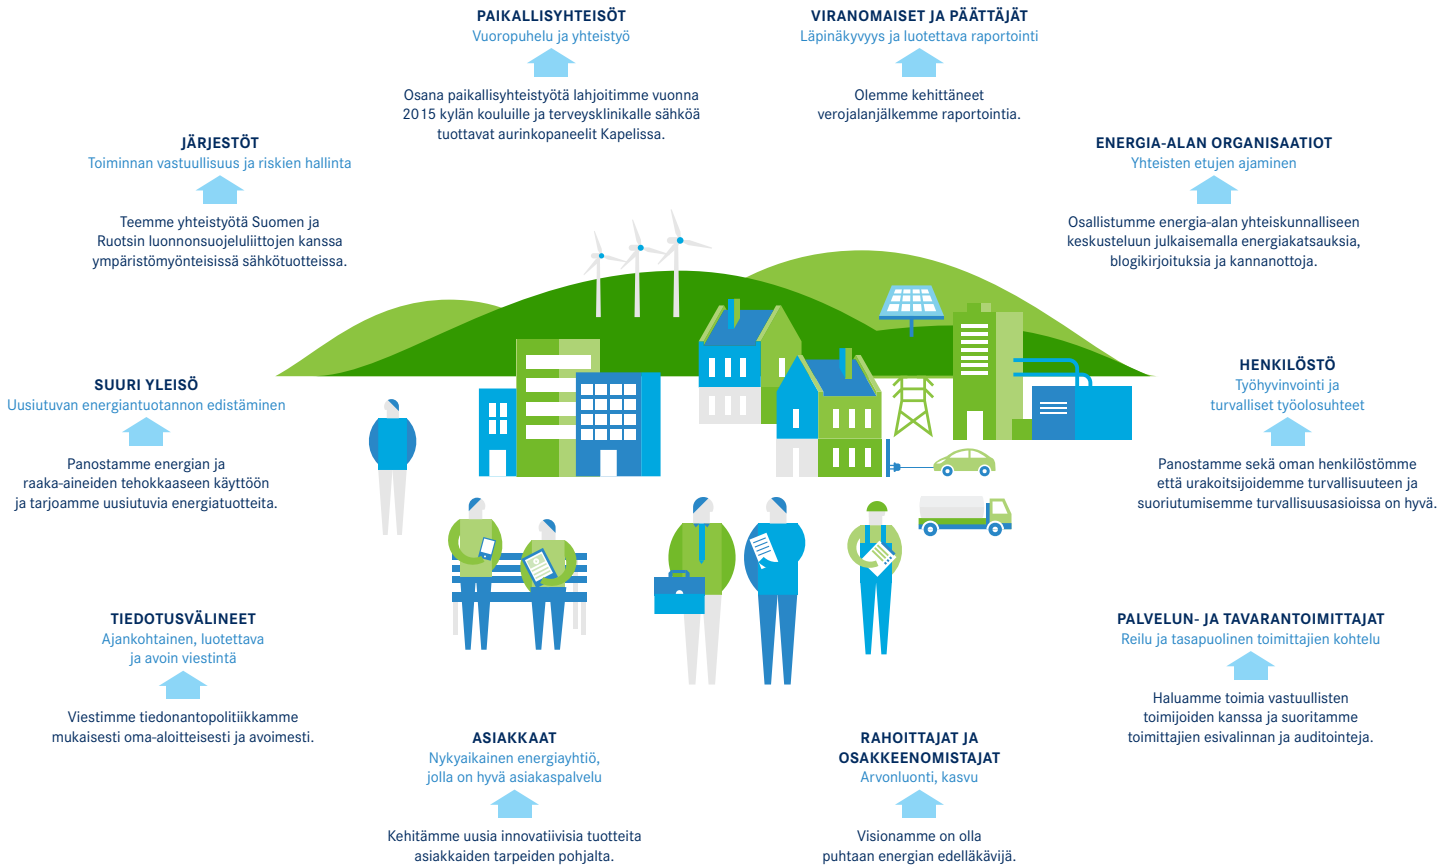 PAIKALLISYHTEISÖT
Vuoropuhelu ja yhteistyö
Osana paikallisyhteistyötä lahjoitimme vuonna
2015 kylän kouluille ja terveysklinikalle sähköä
tuottavat aurinkopaneelit Kapelissa.
VIRANOMAISET JA PÄÄTTÄJÄT
Läpinäkyvyys ja luotettava raportointi
Olemme kehittäneet
verojalanjälkemme raportointia.
JÄRJESTÖT
Toiminnan vastuullisuus ja riskien hallinta
Teemme yhteistyötä Suomen ja
Ruotsin luonnonsuojeluliittojen kanssa
ympäristömyönteisissä sähkötuotteissa.
ENERGIA-ALAN ORGANISAATIOT
Yhteisten etujen ajaminen
Osallistumme energia-alan yhteiskunnalliseen
keskusteluun julkaisemalla energiakatsauksia,
blogikirjoituksia ja kannanottoja.
SUURI YLEISÖ
Uusiutuvan energiantuotannon edistäminen
Panostamme energian ja
raaka-aineiden tehokkaaseen käyttöön
ja tarjoamme uusiutuvia energiatuotteita.
HENKILÖSTÖ
Työhyvinvointi ja
turvalliset työolosuhteet
Panostamme sekä oman henkilöstömme
että urakoitsijoidemme turvallisuuteen ja
suoriutumisemme turvallisuusasioissa on hyvä.
TIEDOTUSVÄLINEET
Ajankohtainen, luotettava
ja avoin viestintä
Viestimme tiedonantopolitiikkamme
mukaisesti oma-aloitteisesti ja avoimesti.
PALVELUN- JA TAVARANTOIMITTAJAT
Reilu ja tasapuolinen toimittajien kohtelu
Haluamme toimia vastuullisten
toimijoiden kanssa ja suoritamme
toimittajien esivalinnan ja auditointeja.
ASIAKKAAT
Nykyaikainen energiayhtiö,
jolla on hyvä asiakaspalvelu
Kehitämme uusia innovatiivisia tuotteita
asiakkaiden tarpeiden pohjalta.
RAHOITTAJAT JA
OSAKKEENOMISTAJAT
Arvonluonti, kasvu
Visionamme on olla
puhtaan energian edelläkävijä.